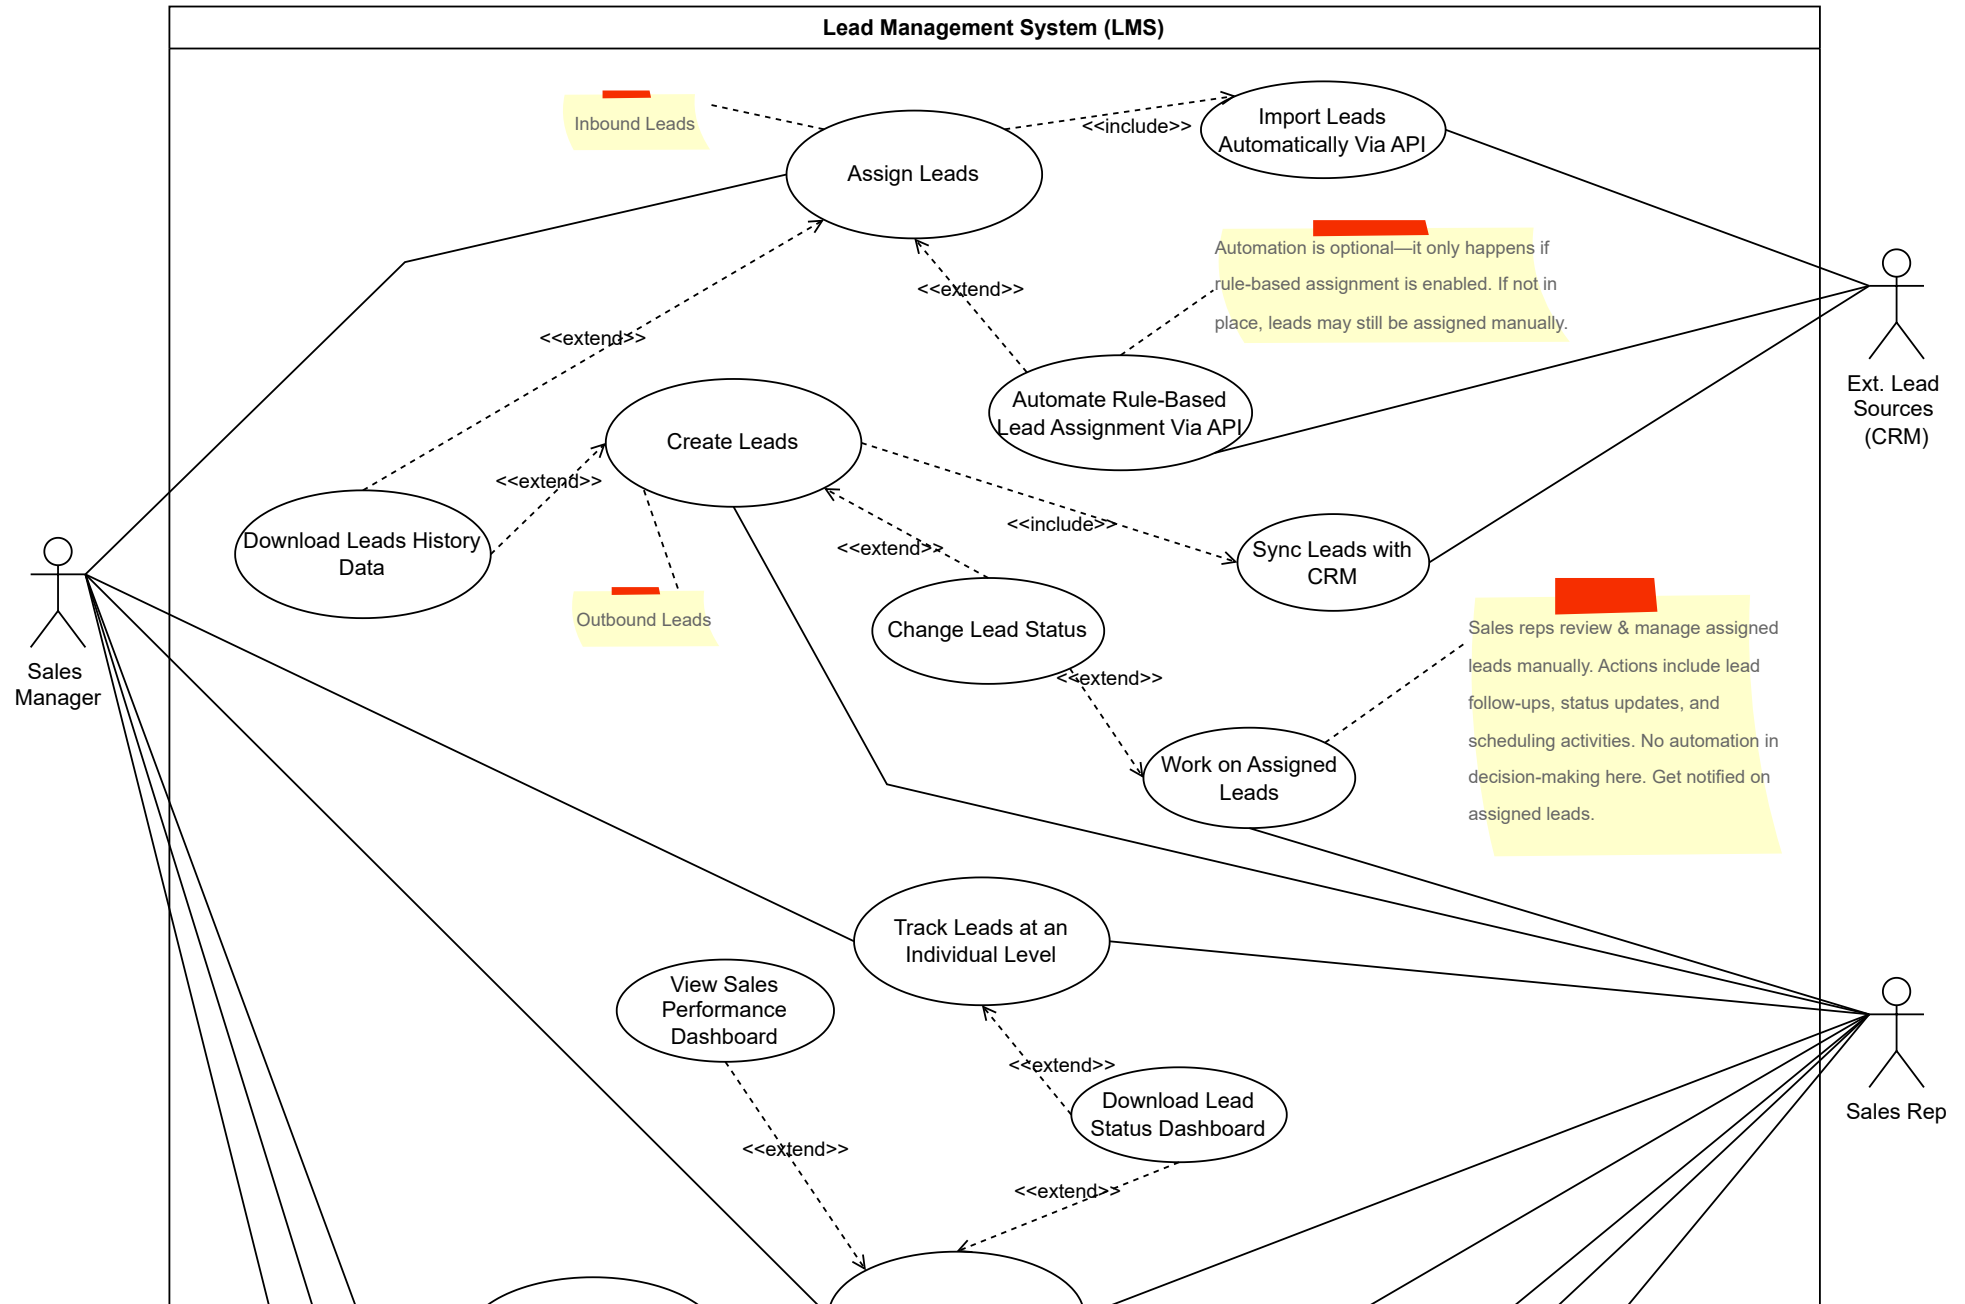 Lead Management System (LMS)
Inbound Leads
<<include>>
Import Leads
Automatically Via API
Assign Leads
Automation is optional—it only happens if
rule-based assignment is enabled. If not in
place, leads may still be assigned manually.
<<extend>>
<<extend>>
Ext. Lead
Sources
(CRM)
Automate Rule-Based
Lead Assignment Via API
Create Leads
<<extend>>
<<include>>
Download Leads History
Data
<<extend>>
Sync Leads with
CRM
Outbound Leads
Change Lead Status
Sales
Manager
<<extend>>
Sales reps review & manage assigned
leads manually. Actions include lead
follow-ups, status updates, and
scheduling activities. No automation in
decision-making here. Get notified on
assigned leads.
Work on Assigned
Leads
Track Leads at an
Individual Level
View Sales
Performance
Dashboard
<<extend>>
Download Lead
Status Dashboard
Sales Rep
<<extend>>
<<extend>>